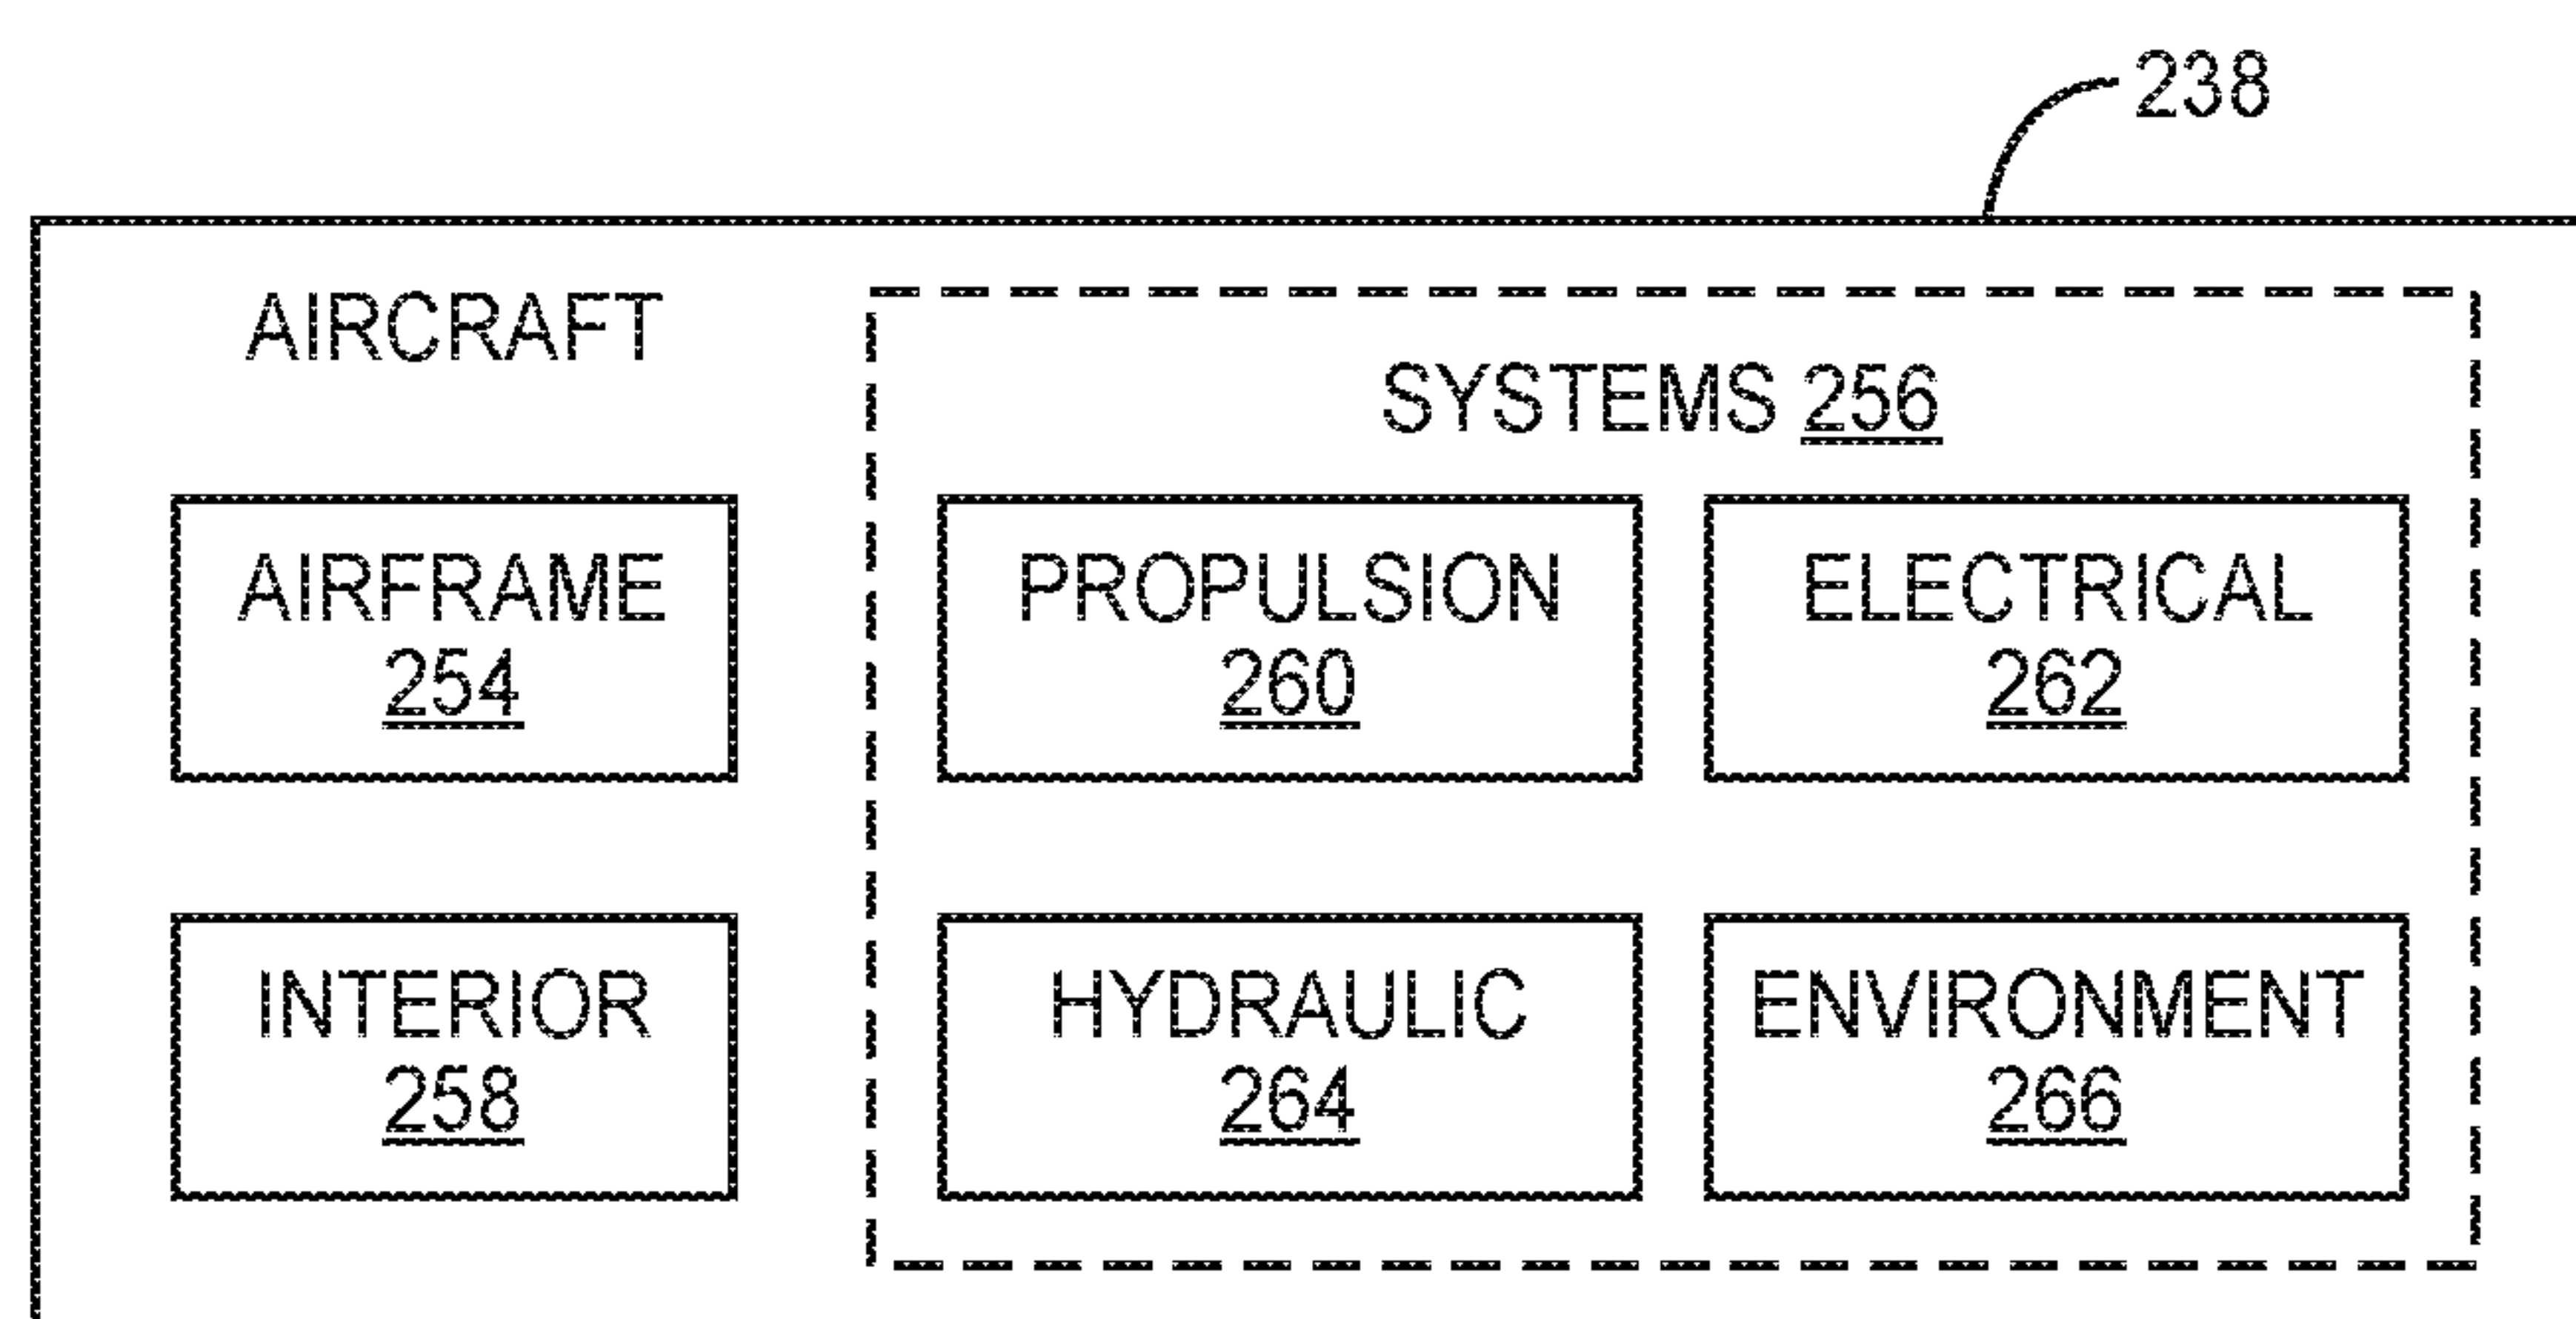 238
AIRCRAFT
SYSTEMS 256
AIRFRAME
254
PROPULSION
260
ELECTRICAL
262
INTERIOR
258
HYDRAULIC
264
ENVIRONMENT
266